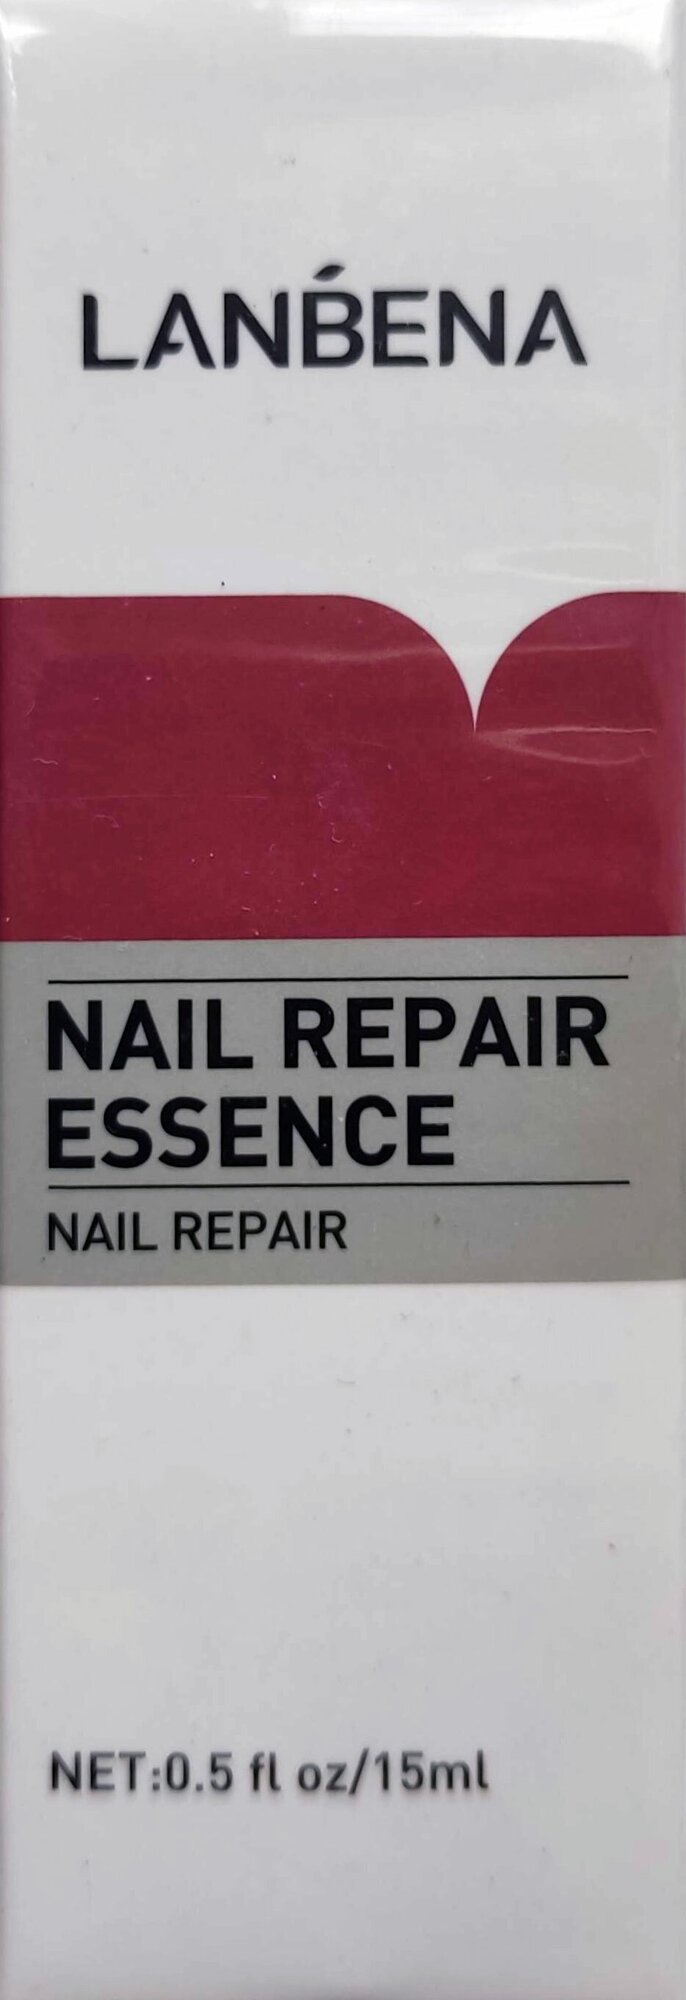 LANBENA
NAIL REPAIR
ESSENCE
NAIL REPAIR
NET:0.5 fl oz/15ml